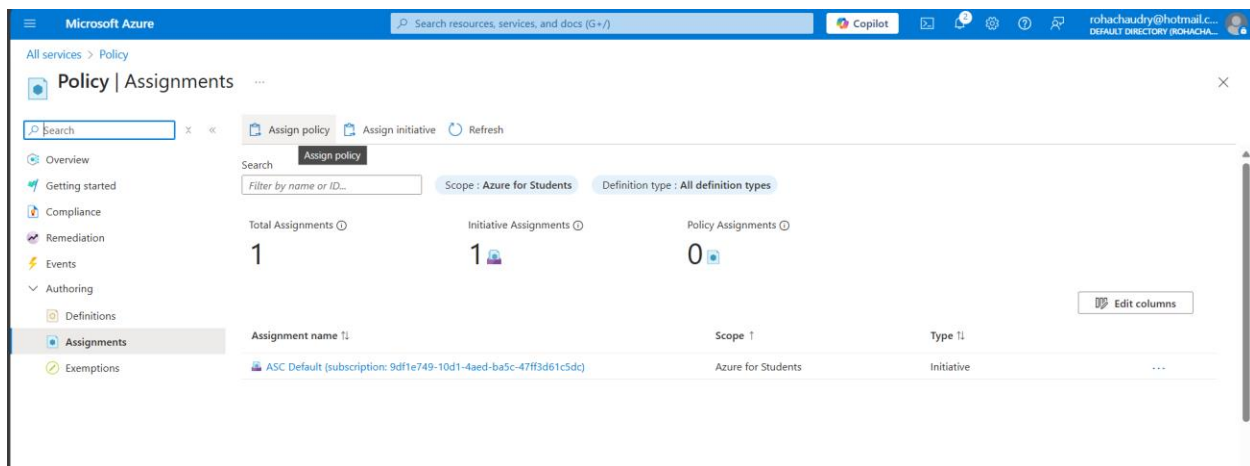 Microsoft Azure
Search resources, services, and docs (G+/)
Copilot
2
rohachaudry@hotmail.c...
DEFAULT DIRECTORY (ROHACHA...
All services > Policy
Policy | Assignments ...
Search
Assign policy
Assign initiative
Refresh
Assign policy
Overview
Getting started
Compliance
Remediation
Events
Authoring
Definitions
Assignments
Exemptions
Search
Filter by name or ID...
Scope : Azure for Students
Definition type : All definition types
Total Assignments
Initiative Assignments
Policy Assignments
1
1
0
Edit columns
Assignment name
Scope
Type
ASC Default (subscription: 9df1e749-10d1-4aed-ba5c-47ff3d61c5dc)
Azure for Students
Initiative
...